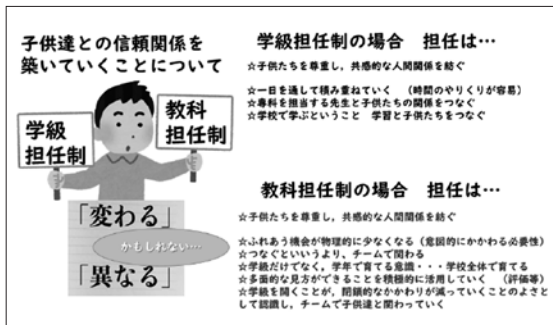 子供達との信頼関係を
築いていくことについて
学級
担任制
教科
担任制
「変わる」
かもしれない…
「異なる」
学級担任制の場合 担任は…
☆子供たちを尊重し，共感的な人間関係を紡ぐ
☆一日を通して積み重ねていく （時間のやりくりが容易）
☆専科を担当する先生と子供たちの関係をつなぐ
☆学校で学ぶということ 学習と子供たちをつなぐ
教科担任制の場合 担任は…
☆子供たちを尊重し，共感的な人間関係を紡ぐ
☆ふれあう機会が物理的に少なくなる（意図的にかかわる必要性）
☆つなぐといいうより、チームで関わる
☆学級だけでなく，学年で育てる意識・・・学校全体で育てる
☆多面的な見方ができることを積極的に活用していく （評価等）
☆学級を開くことが，閉鎖的なかかわりが減っていくことのよさと
して認識し，チームで子供達と関わっていく